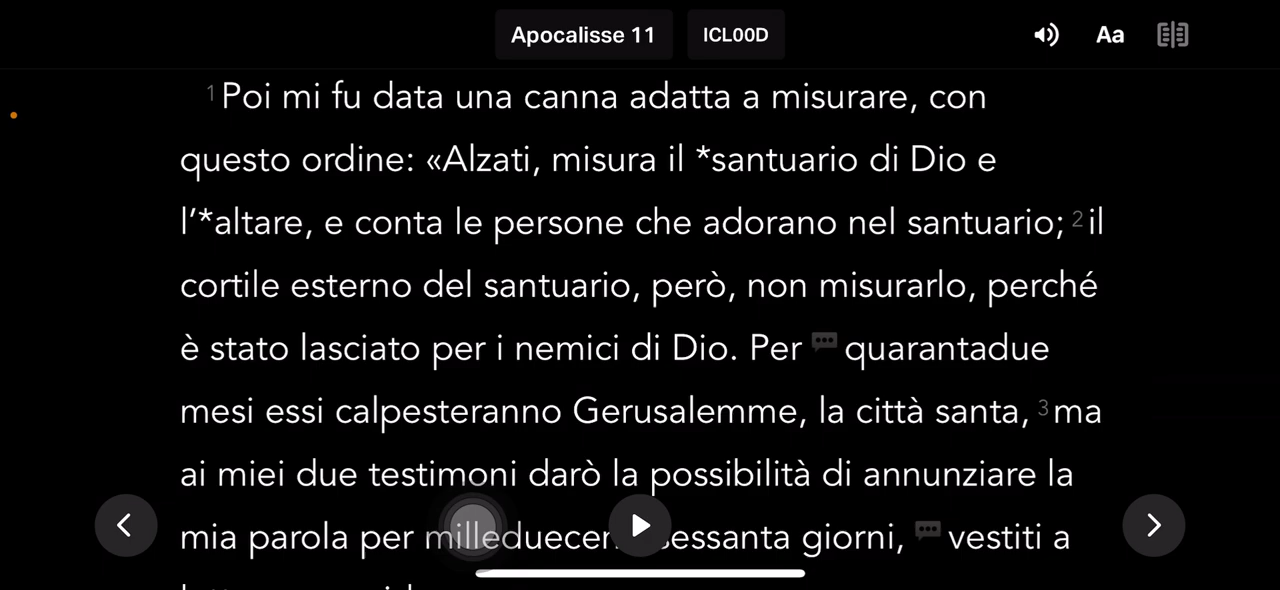 Apocalisse 11 ICL00D
Aa
1 Poi mi fu data una canna adatta a misurare, con
questo ordine: «Alzati, misura il *santuario di Dio e
l’*altare, e conta le persone che adorano nel santuario; 2 il
cortile esterno del santuario, però, non misurarlo, perché
è stato lasciato per i nemici di Dio. Per quarantadue
mesi essi calpesteranno Gerusalemme, la città santa, 3 ma
ai miei due testimoni darò la possibilità di annunziare la
mia parola per milleduecen sessanta giorni, vestiti a